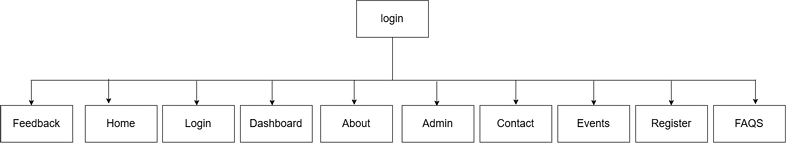 login
Feedback
Home
Login
Dashboard
About
Admin
Contact
Events
Register
FAQS